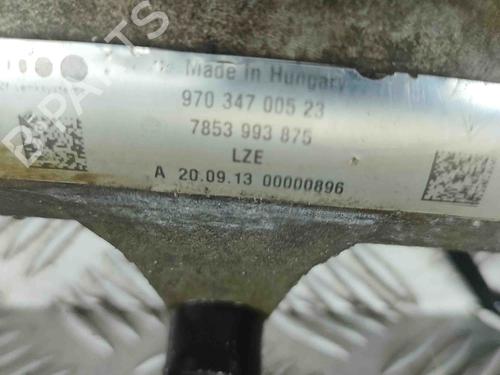 Made in Hungary
970 347 005 23
7853 993 875
LZE
A 20.09.13 00000896